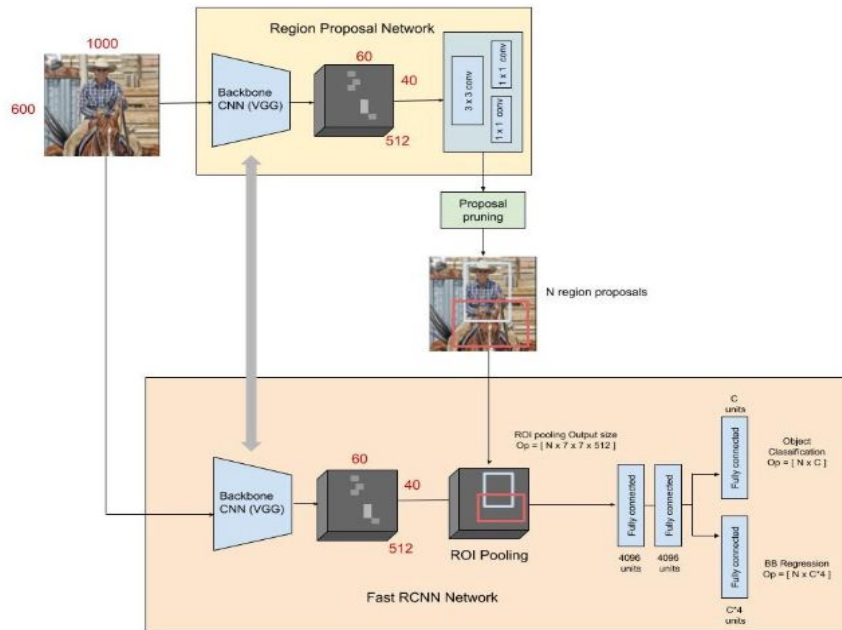 Region Proposal Network
1000
600
Backbone
CNN (VGG)
60
40
512
3 x 3 conv
1 x 1 conv
1 x 1 conv
Proposal
pruning
N region proposals
Backbone
CNN (VGG)
60
40
512
ROI pooling Output size
Op = [ N x 7 x 7 x 512 ]
ROI Pooling
Fully connected
4096
units
Fully connected
4096
units
C
units
Fully connected
Object
Classification
Op = [ N x C ]
Fully connected
C*4
units
BB Regression
Op = [ N x C*4 ]
Fast RCNN Network